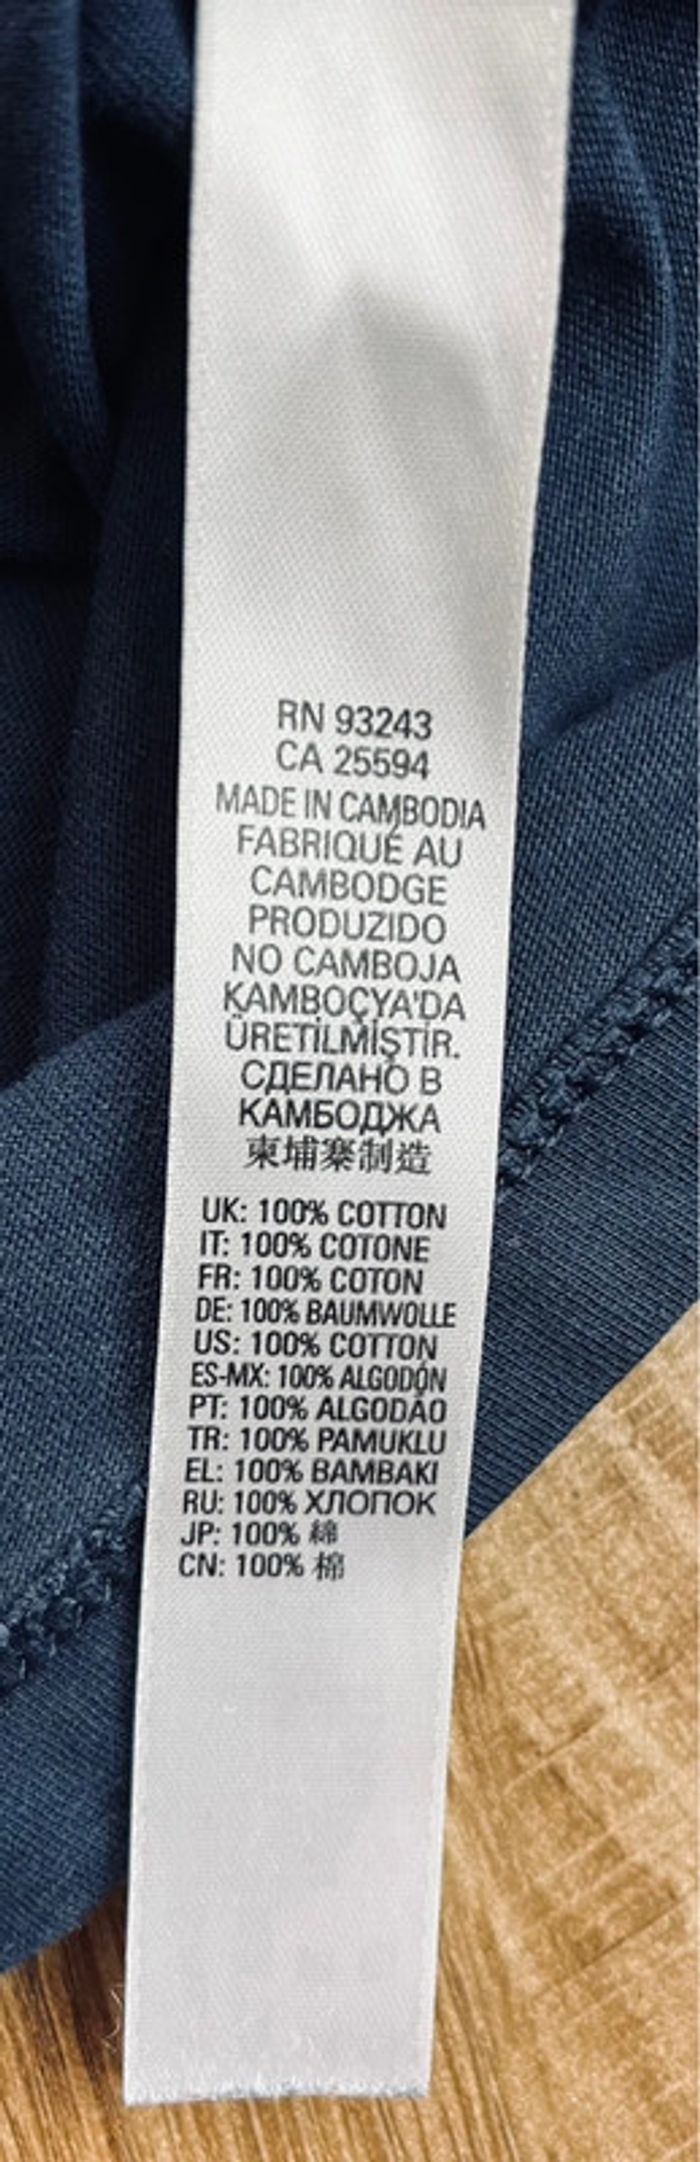 RN 93243
CA 25594
MADE IN CAMBODIA
FABRIQUÉ AU
CAMBODGE
PRODUZIDO
NO CAMBOJA
KAMBOÇYA'DA
ÜRETİLMİŞTİR.
СДЕЛАНО В
КАМБОДЖА
柬埔寨制造
UK: 100% COTTON
IT: 100% COTONE
FR: 100% COTON
DE: 100% BAUMWOLLE
US: 100% COTTON
ES-MX: 100% ALGODÓN
PT: 100% ALGODÃO
TR: 100% PAMUKLU
EL: 100% ΒΑΜΒΑΚΙ
RU: 100% ХЛОПОК
JP: 100% 綿
CN: 100% 棉